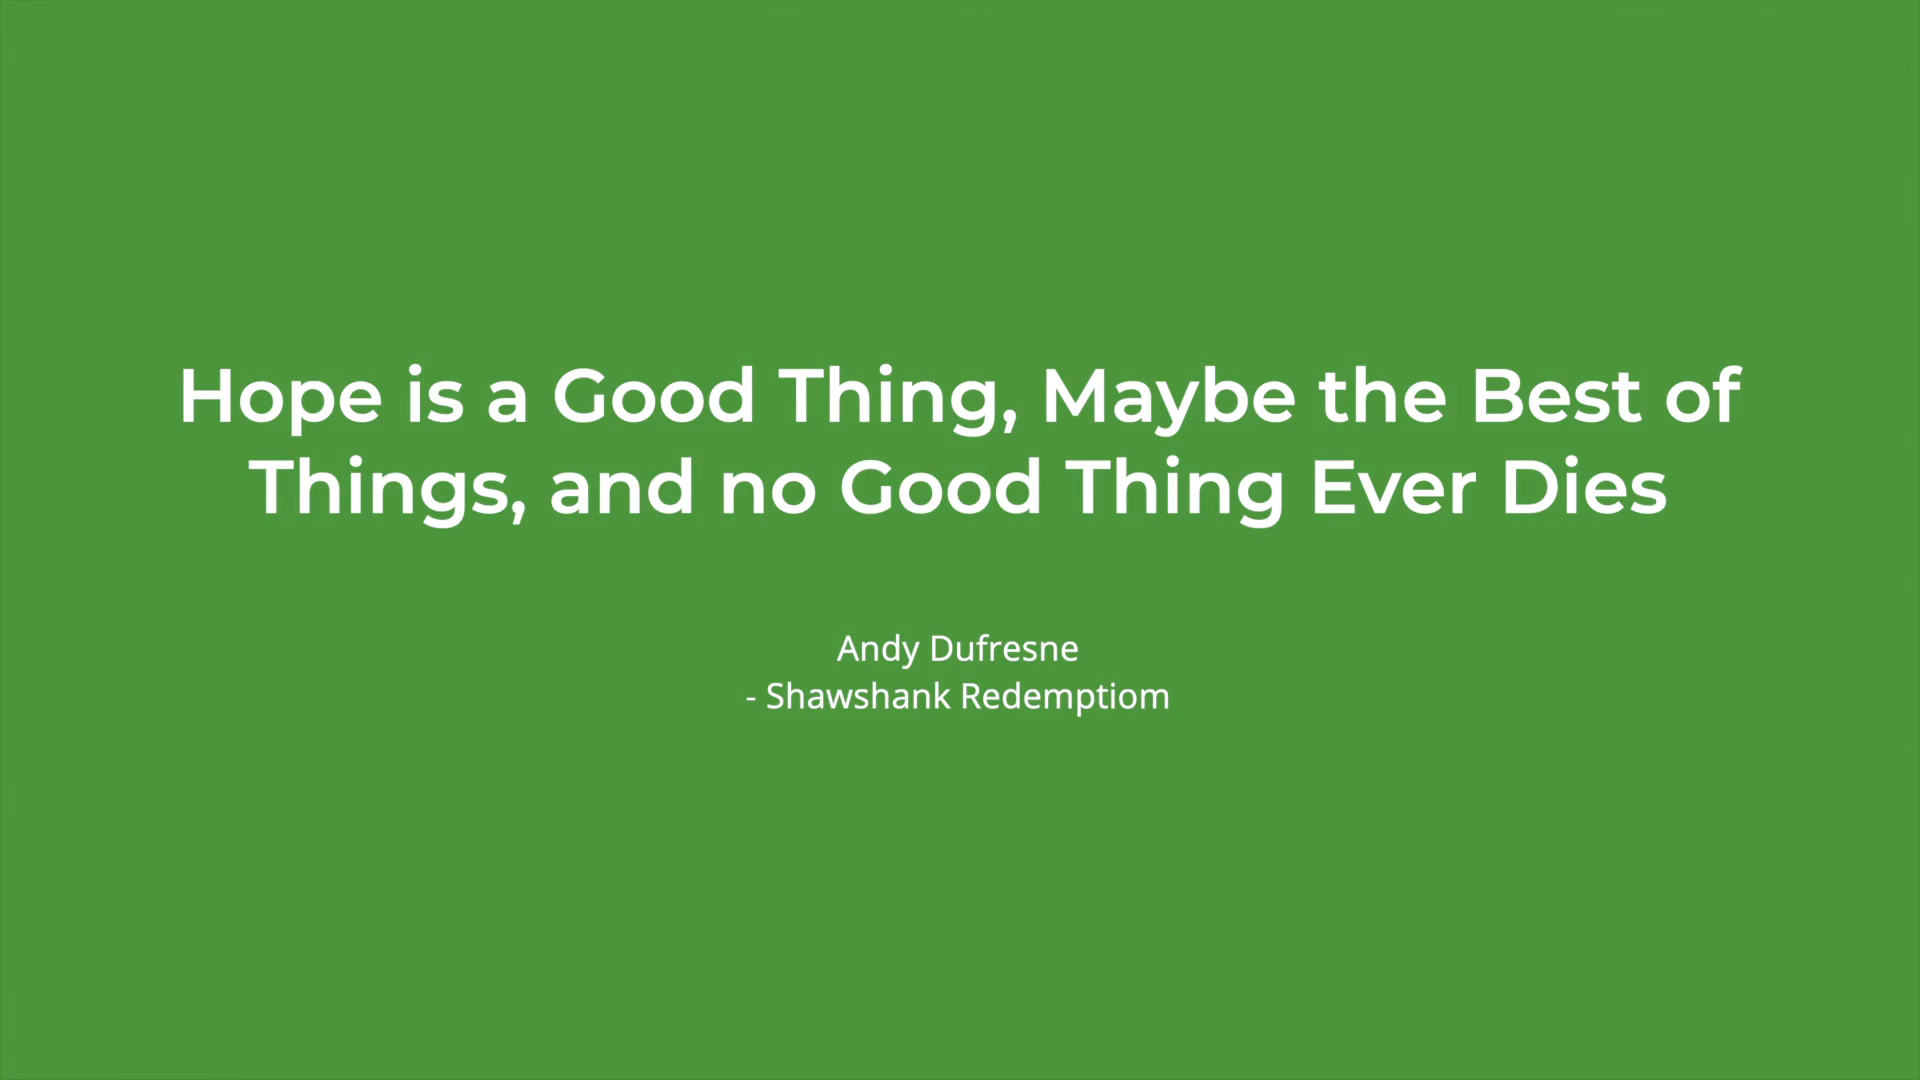 Hope is a Good Thing, Maybe the Best of
Things, and no Good Thing Ever Dies
Andy Dufresne
- Shawshank Redemptiom